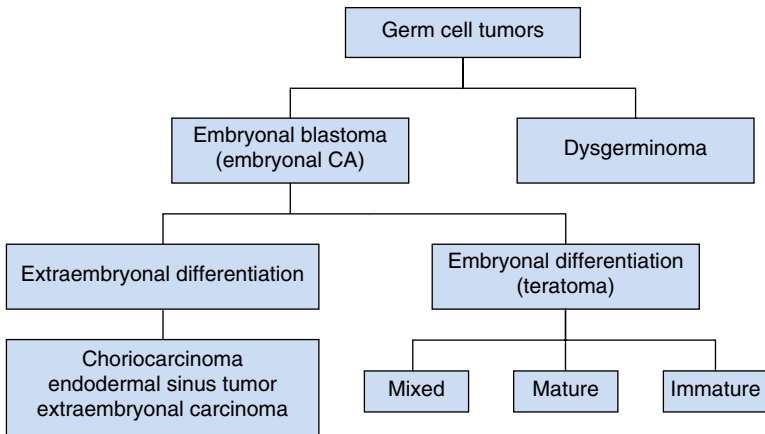 Germ cell tumors
Embryonal blastoma
(embryonal CA)
Dysgerminoma
Extraembryonal differentiation
Embryonal differentiation
(teratoma)
Choriocarcinoma
endodermal sinus tumor
extraembryonal carcinoma
Mixed
Mature
Immature